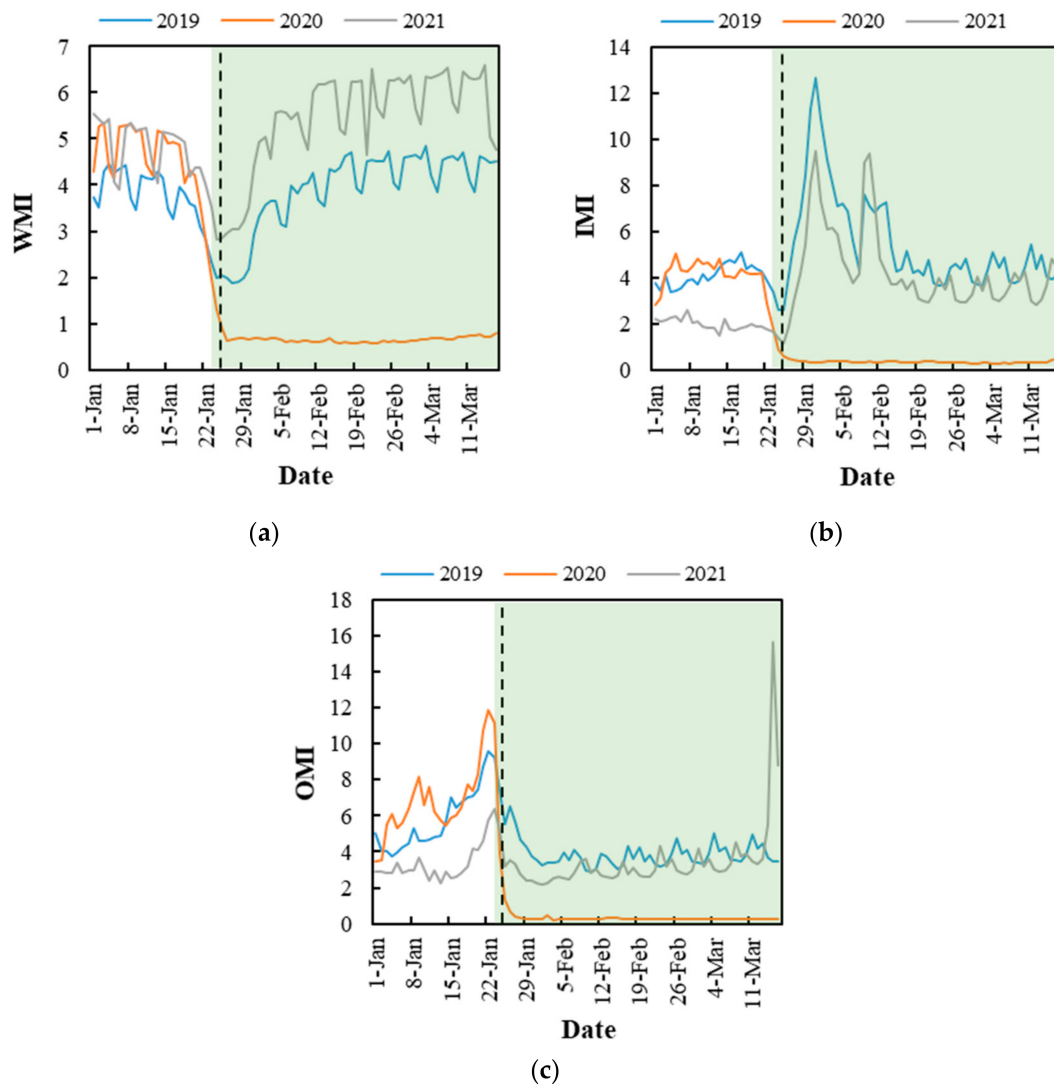 2019 2020 2021
7
6
5
4
3
2
1
0
WMI
1-Jan
8-Jan
15-Jan
22-Jan
29-Jan
5-Feb
12-Feb
19-Feb
26-Feb
4-Mar
11-Mar
Date
(a)
2019 2020 2021
14
12
10
8
6
4
2
0
IMI
1-Jan
8-Jan
15-Jan
22-Jan
29-Jan
5-Feb
12-Feb
19-Feb
26-Feb
4-Mar
11-Mar
Date
(b)
2019 2020 2021
18
16
14
12
10
8
6
4
2
0
OMI
1-Jan
8-Jan
15-Jan
22-Jan
29-Jan
5-Feb
12-Feb
19-Feb
26-Feb
4-Mar
11-Mar
Date
(c)